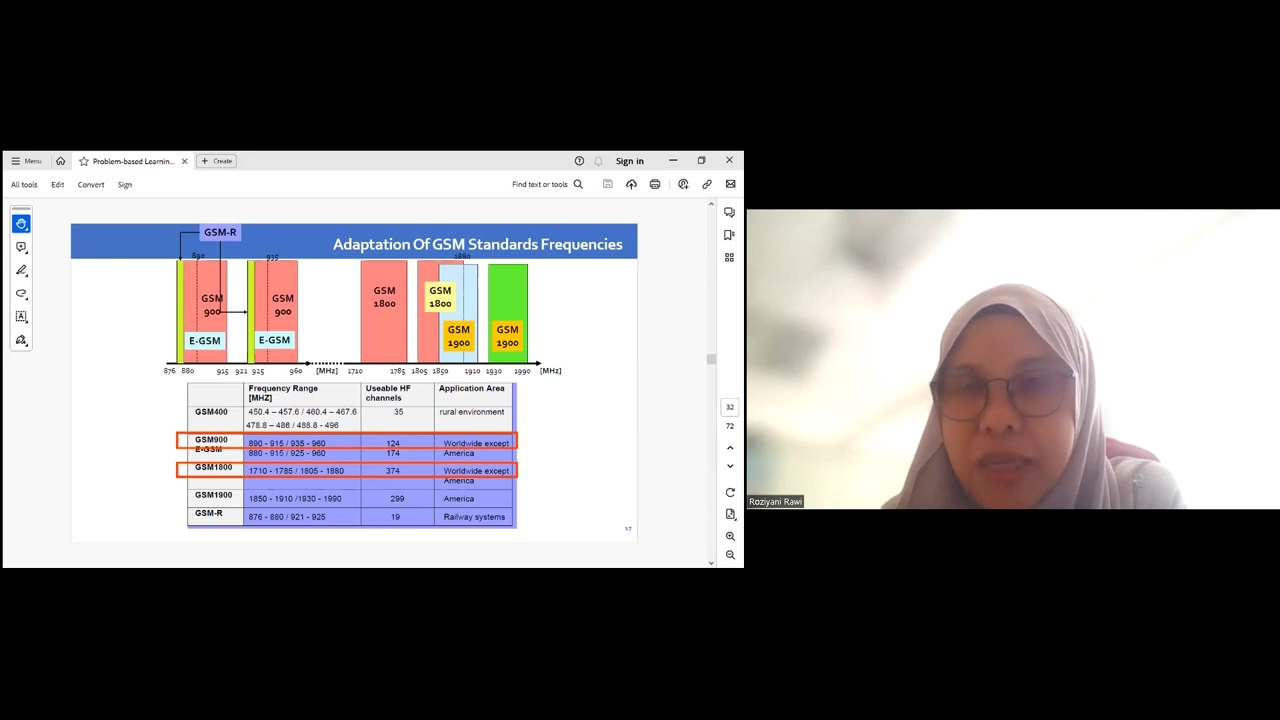 Menu
Problem-based Learnin...
Create
Sign in
All tools
Edit
Convert
Sign
Find text or tools
GSM-R
Adaptation Of GSM Standards Frequencies
890
935
1880
GSM 900
GSM 900
GSM 1800
GSM 1800
GSM 1900
GSM 1900
E-GSM
E-GSM
876 880 915 921 925 960 [MHz] 1710 1785 1805 1850 1910 1930 1990 [MHz]
Frequency Range [MHZ] Useable HF channels Application Area
GSM400 450.4 – 457.6 / 460.4 – 467.6 35 rural environment
478.8 – 486 / 488.8 - 496
GSM900 890 - 915 / 935 - 960 124 Worldwide except
E-GSM 880 - 915 / 925 - 960 174 America
GSM1800 1710 - 1785 / 1805 - 1880 374 Worldwide except
America
GSM1900 1850 - 1910 /1930 - 1990 299 America
GSM-R 876 - 880 / 921 - 925 19 Railway systems
17
32
72
Roziyani Rawi